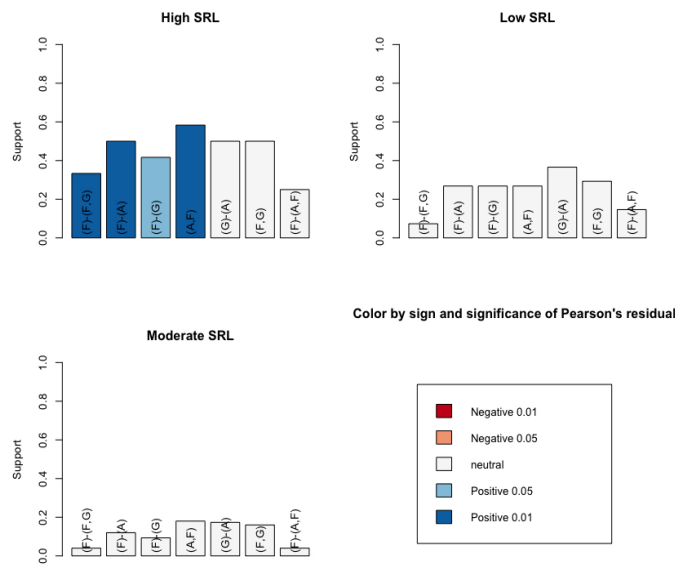 High SRL
Support
0.0 0.2 0.4 0.6 0.8 1.0
(F)-(F,G)
(F)-(A)
(F)-(G)
(A,F)
(G)-(A)
(F,G)
(F)-(A,F)
Low SRL
Support
0.0 0.2 0.4 0.6 0.8 1.0
(F)-(F,G)
(F)-(A)
(F)-(G)
(A,F)
(G)-(A)
(F,G)
(F)-(A,F)
Moderate SRL
Support
0.0 0.2 0.4 0.6 0.8 1.0
(F)-(F,G)
(F)-(A)
(F)-(G)
(A,F)
(G)-(A)
(F,G)
(F)-(A,F)
Color by sign and significance of Pearson's residual
Negative 0.01
Negative 0.05
neutral
Positive 0.05
Positive 0.01